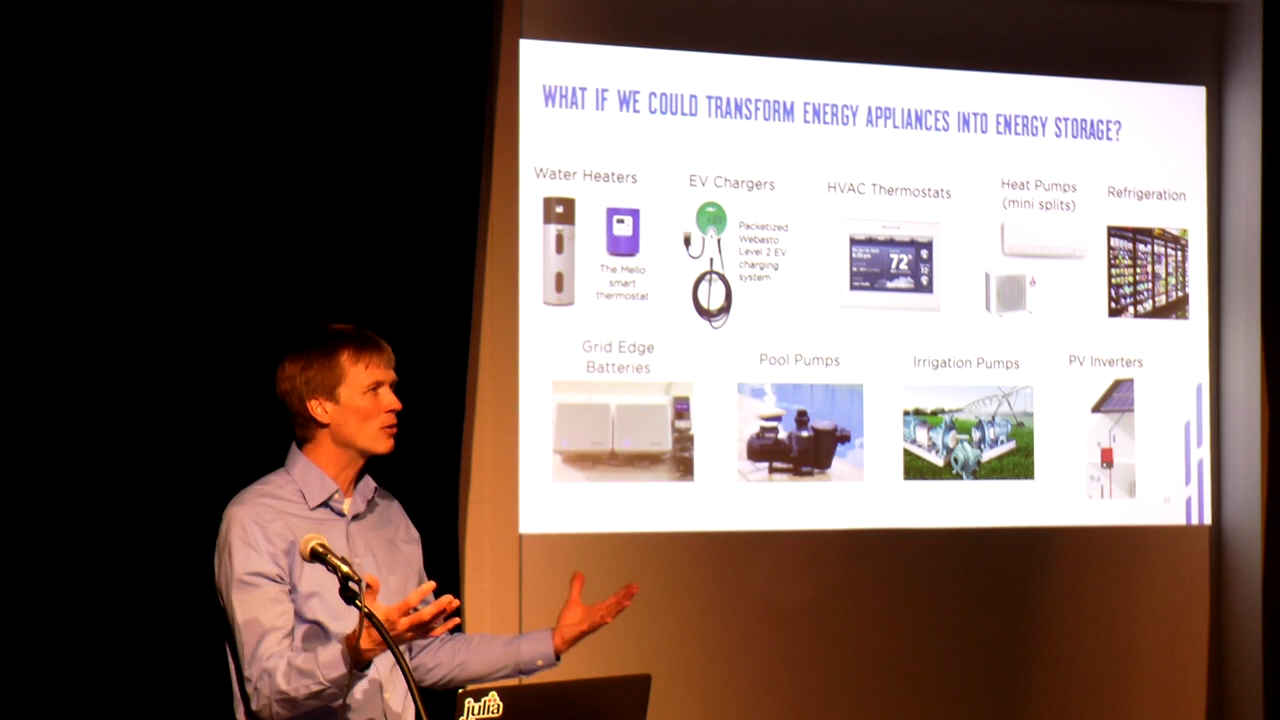 WHAT IF WE COULD TRANSFORM ENERGY APPLIANCES INTO ENERGY STORAGE?
Water Heaters
The Mello
smart
thermostat
EV Chargers
Packetized
Webasto
Level 2 EV
charging
system
HVAC Thermostats
72°
Heat Pumps
(mini splits)
Refrigeration
Grid Edge
Batteries
Pool Pumps
Irrigation Pumps
PV Inverters
julia